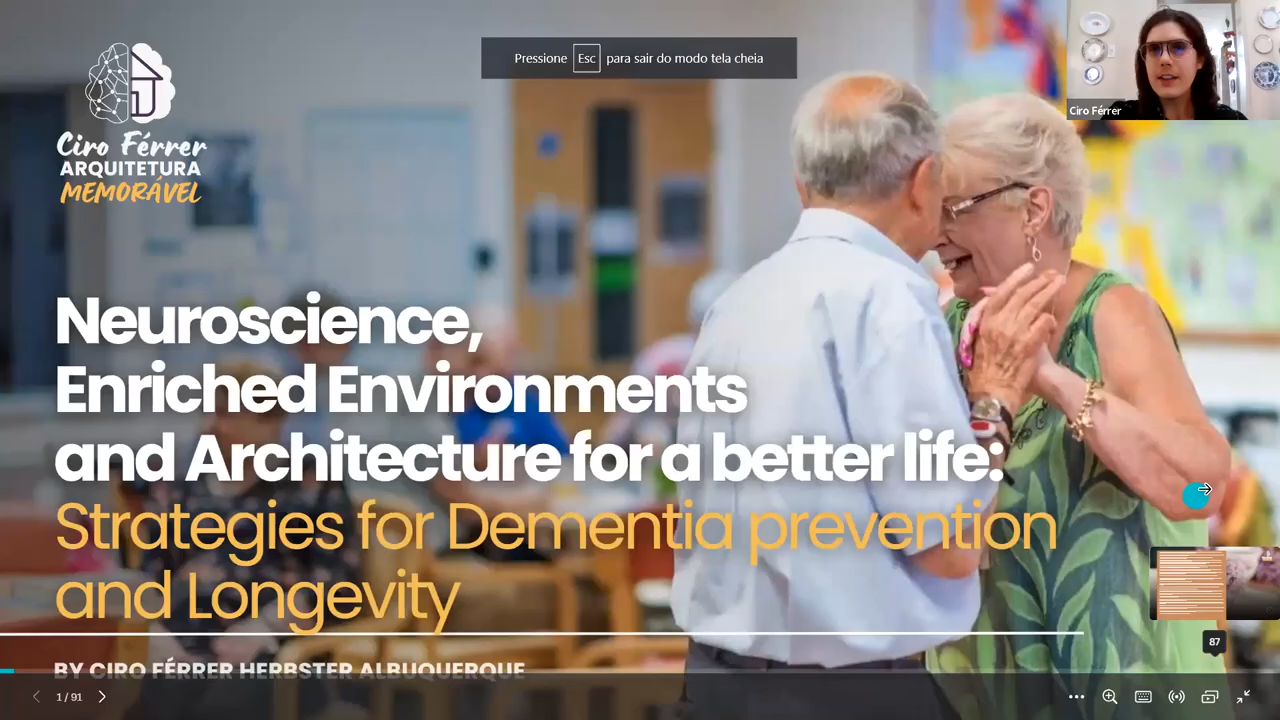 Pressione Esc para sair do modo tela cheia
Ciro Férrer
Ciro Férrer
ARQUITETURA
MEMORÁVEL
Neuroscience,
Enriched Environments
and Architecture for a better life:
Strategies for Dementia prevention
and Longevity
BY CIRO FÉRRER HERBSTER ALBUQUERQUE
87
1 / 91